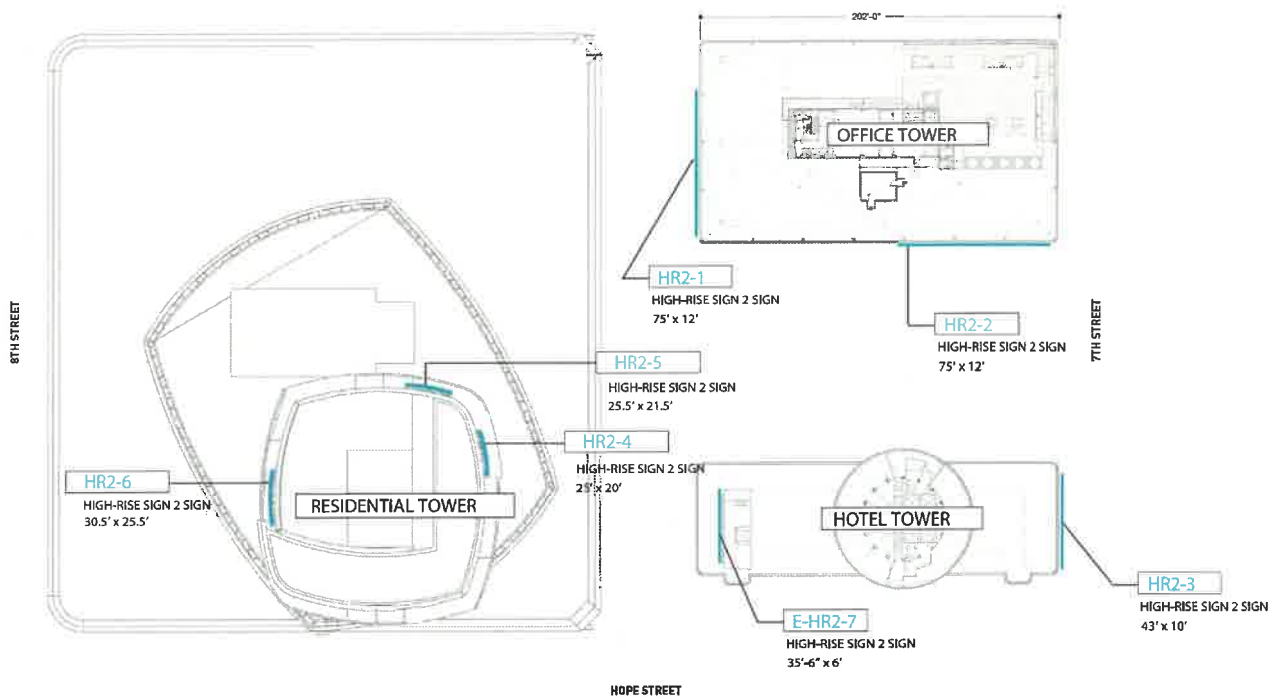 202'-0"
OFFICE TOWER
HR2-1
HIGH-RISE SIGN 2 SIGN
75' x 12'
HR2-2
HIGH-RISE SIGN 2 SIGN
75' x 12'
8TH STREET
7TH STREET
HR2-5
HIGH-RISE SIGN 2 SIGN
25.5' x 21.5'
HR2-4
HIGH-RISE SIGN 2 SIGN
25' x 20'
HR2-6
HIGH-RISE SIGN 2 SIGN
30.5' x 25.5'
RESIDENTIAL TOWER
HOTEL TOWER
HR2-3
HIGH-RISE SIGN 2 SIGN
43' x 10'
E-HR2-7
HIGH-RISE SIGN 2 SIGN
35'-6" x 6'
HOPE STREET